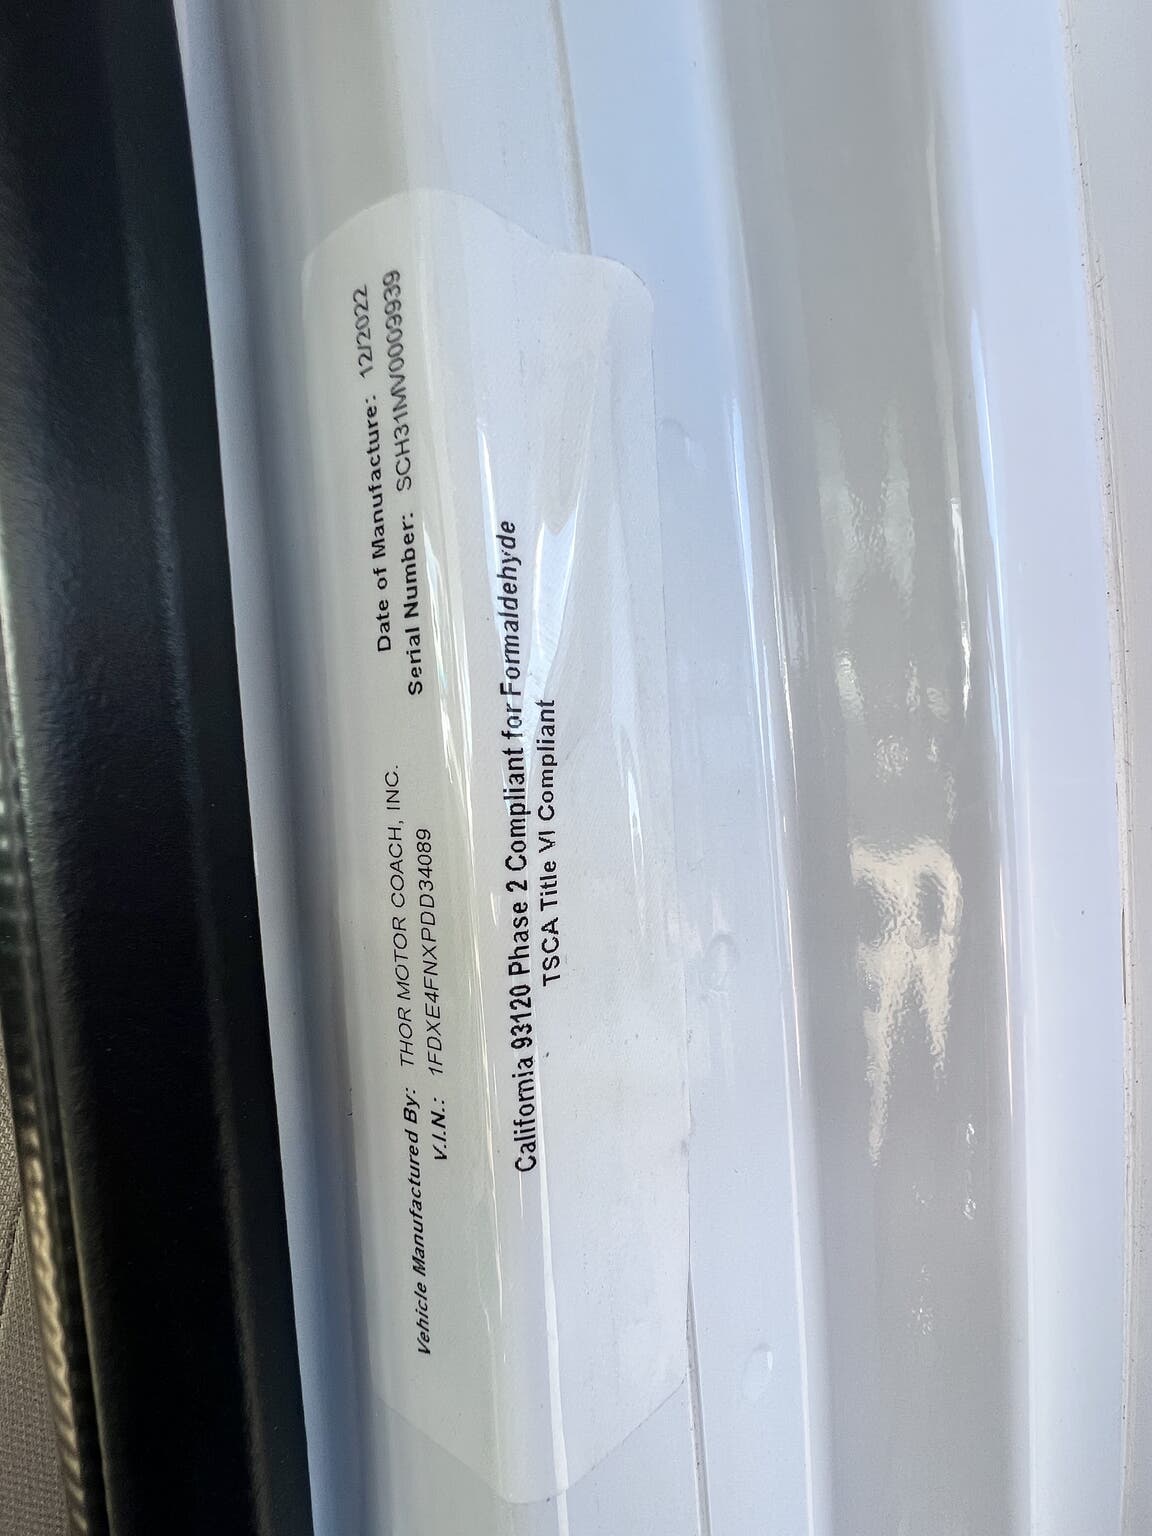 Vehicle Manufactured By: THOR MOTOR COACH, INC. Date of Manufacture: 12/2022
V.I.N.: 1FDXE4FNXPDD34089 Serial Number: SCH31MV0009939
California 93120 Phase 2 Compliant for Formaldehyde
TSCA Title VI Compliant